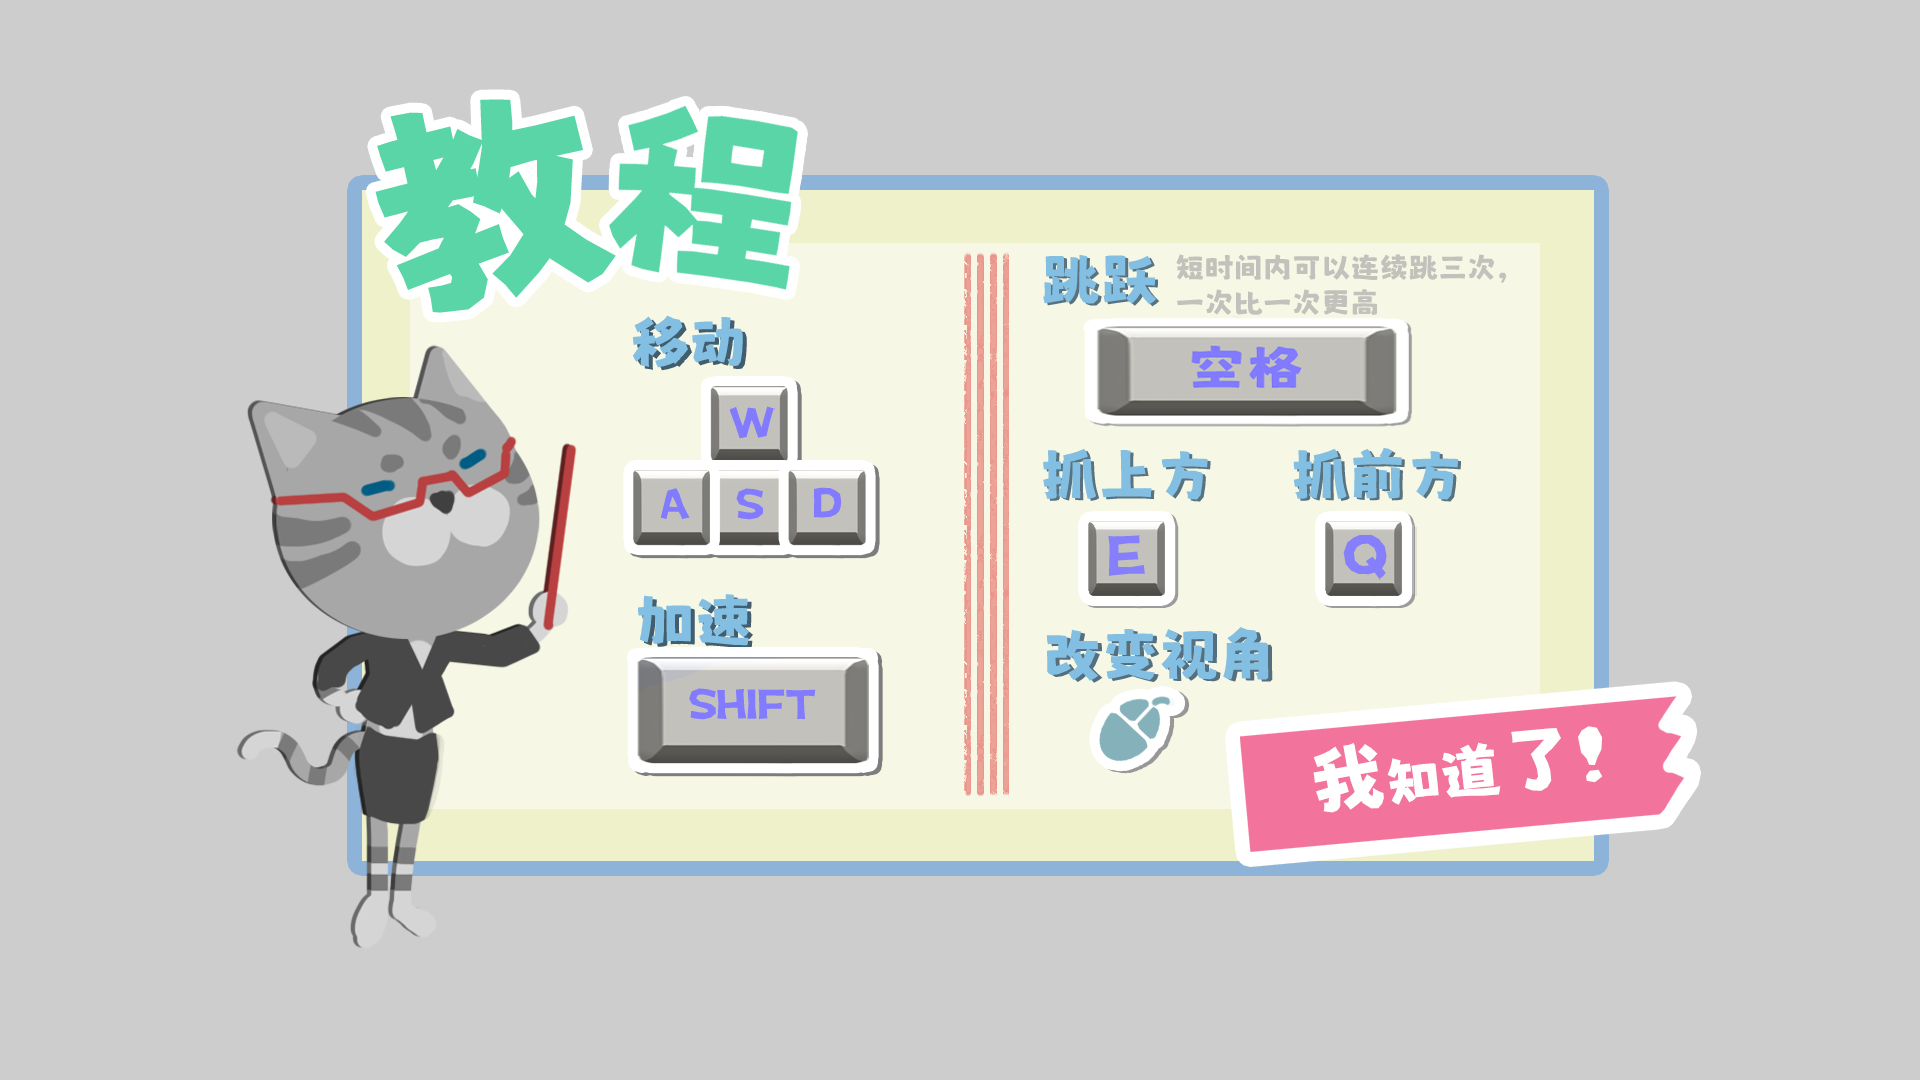 教程
移动
W
A S D
加速
SHIFT
跳跃
短时间内可以连续跳三次，
一次比一次更高
空格
抓上方
抓前方
E
Q
改变视角
我知道了！